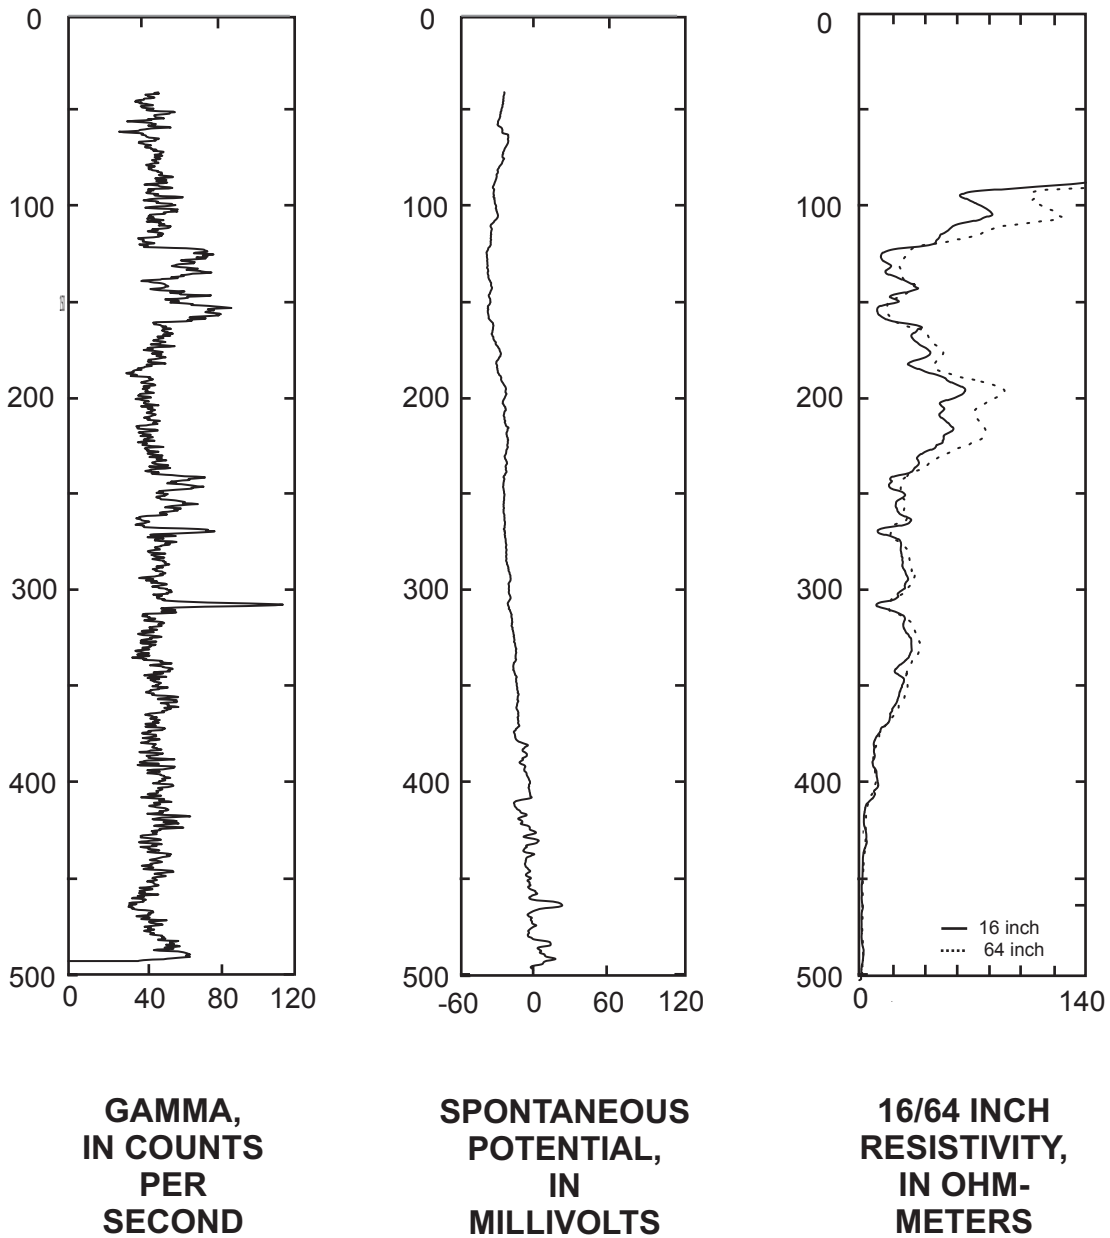 0
100
200
300
400
500
0 40 80 120
GAMMA,
IN COUNTS
PER
SECOND
0
100
200
300
400
500
-60 0 60 120
SPONTANEOUS
POTENTIAL,
IN
MILLIVOLTS
0
100
200
300
400
500
16 inch
64 inch
0 140
16/64 INCH
RESISTIVITY,
IN OHM-
METERS